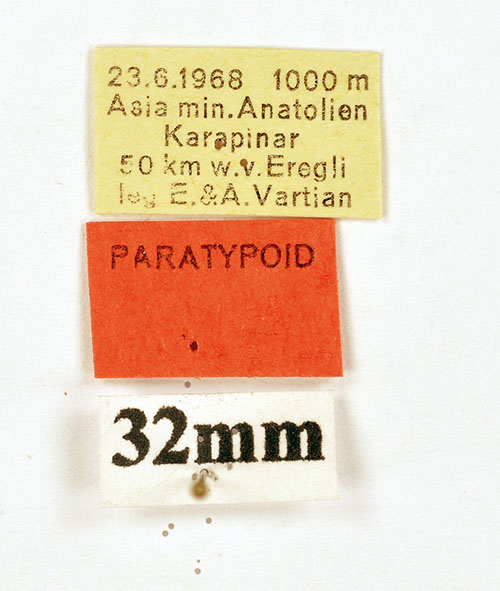 23.6.1968 1000 m
Asia min.Anatolien
Karapinar
50 km w.v.Eregli
leg E.&A.Vartian
PARATYPOID
32mm